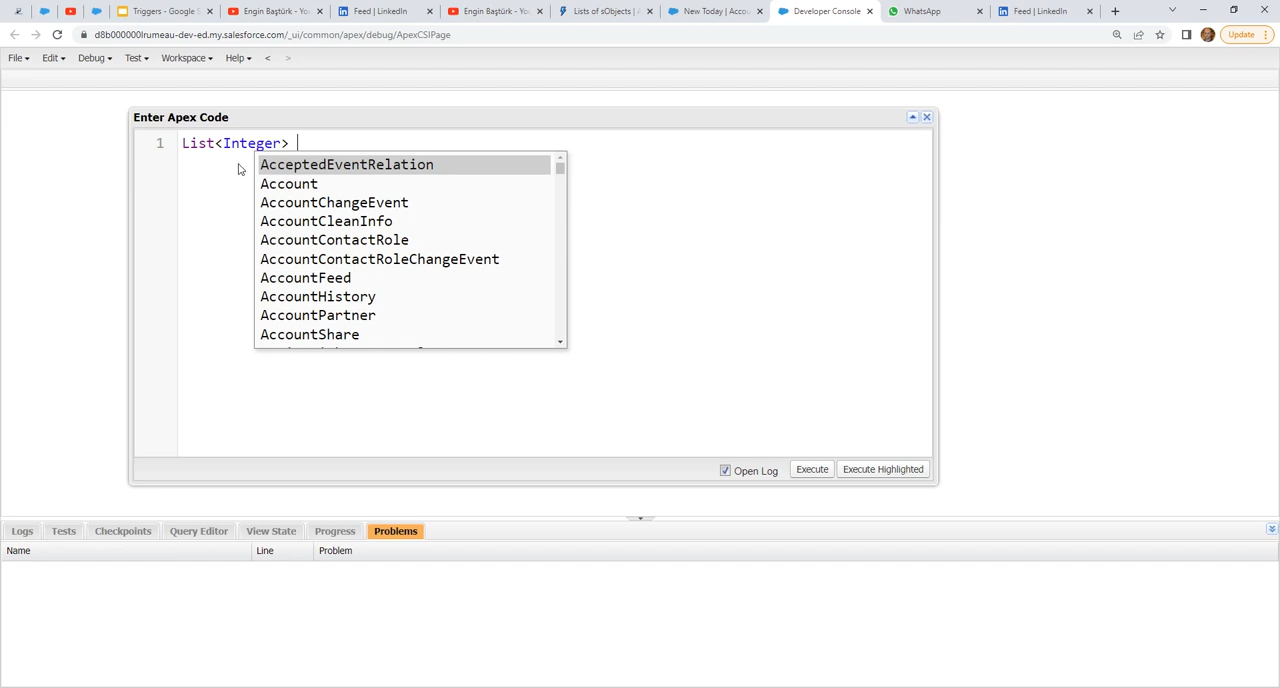 Triggers - Google S
Engin Baştürk - Yo
Feed | LinkedIn
Engin Baştürk - Yo
Lists of sObjects | A
New Today | Accou
Developer Console
WhatsApp
Feed | LinkedIn
d8b000000lrumeau-dev-ed.my.salesforce.com/_ui/common/apex/debug/ApexCSIPage
Update
File Edit Debug Test Workspace Help < >
Enter Apex Code
1 List<Integer>
AcceptedEventRelation
Account
AccountChangeEvent
AccountCleanInfo
AccountContactRole
AccountContactRoleChangeEvent
AccountFeed
AccountHistory
AccountPartner
AccountShare
Open Log Execute Execute Highlighted
Logs Tests Checkpoints Query Editor View State Progress Problems
Name Line Problem